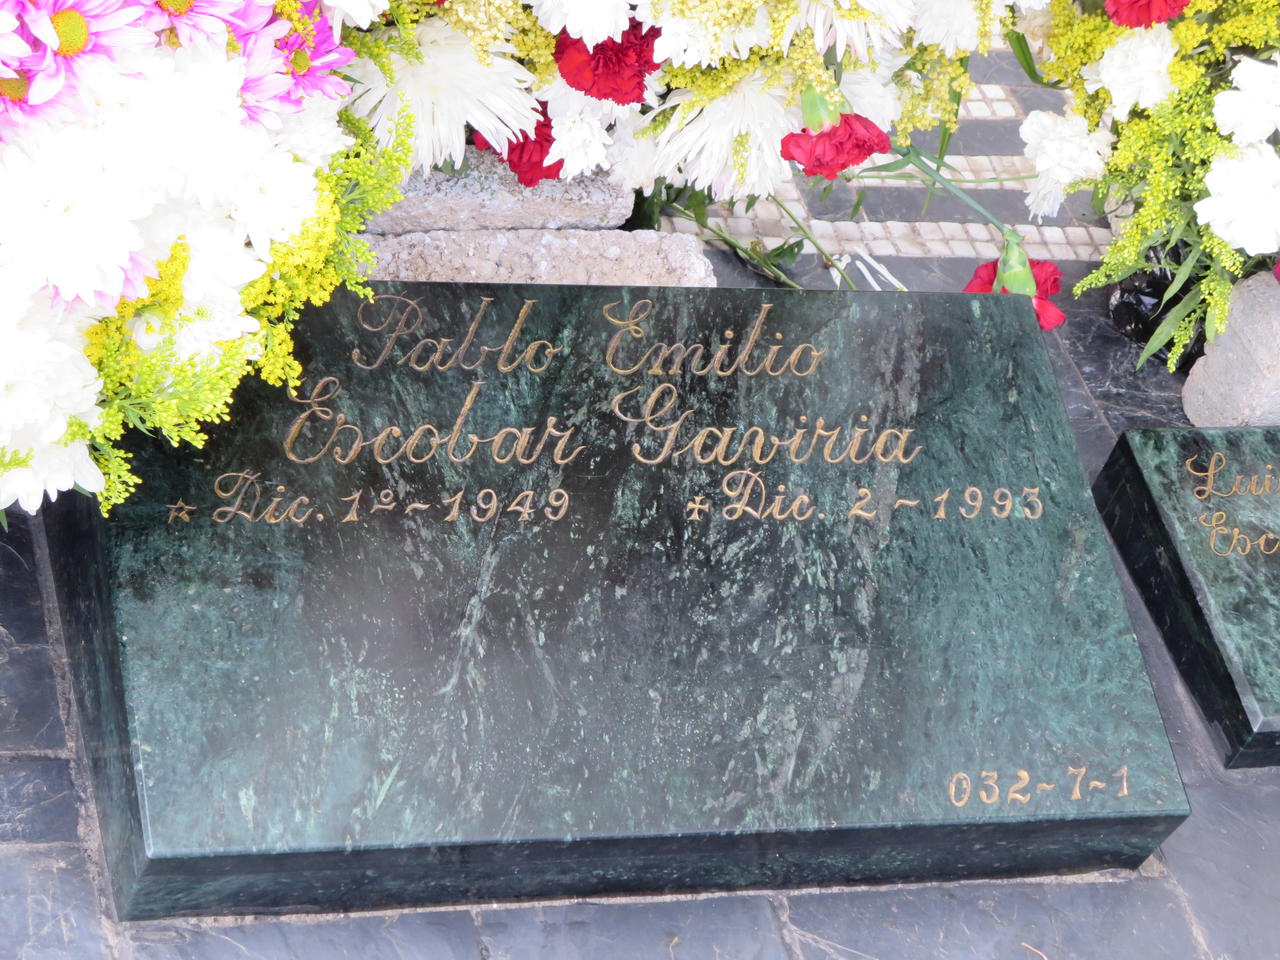 Pablo Emilio
Escobar Gaviria
☆ Dic. 1º~1949 ✝ Dic. 2~1993
032~7~1